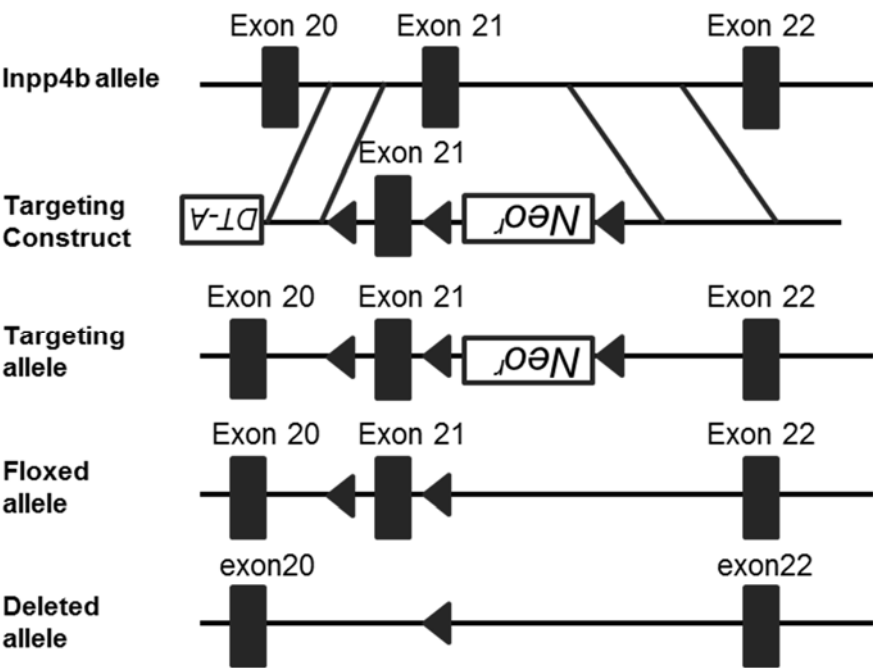 Exon 20 Exon 21 Exon 22
Inpp4b allele
Exon 21
Targeting
Construct
DT-A
Neoʳ
Exon 20 Exon 21 Exon 22
Targeting
allele
Neoʳ
Exon 20 Exon 21 Exon 22
Floxed
allele
exon20 exon22
Deleted
allele